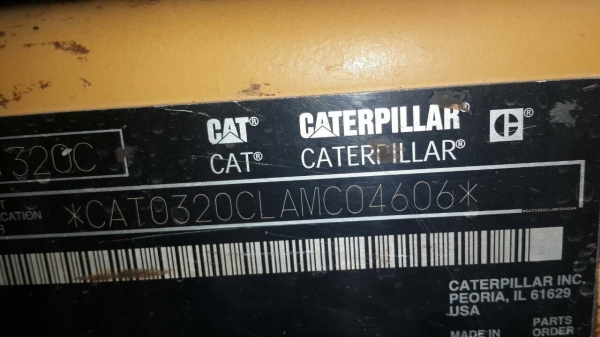 CAT® CATERPILLAR®
320C CAT® CATERPILLAR®
CATION *CAT0320CLAMC04606*
CATERPILLAR INC.
PEORIA, IL 61629
USA
MADE IN PARTS
ORDER